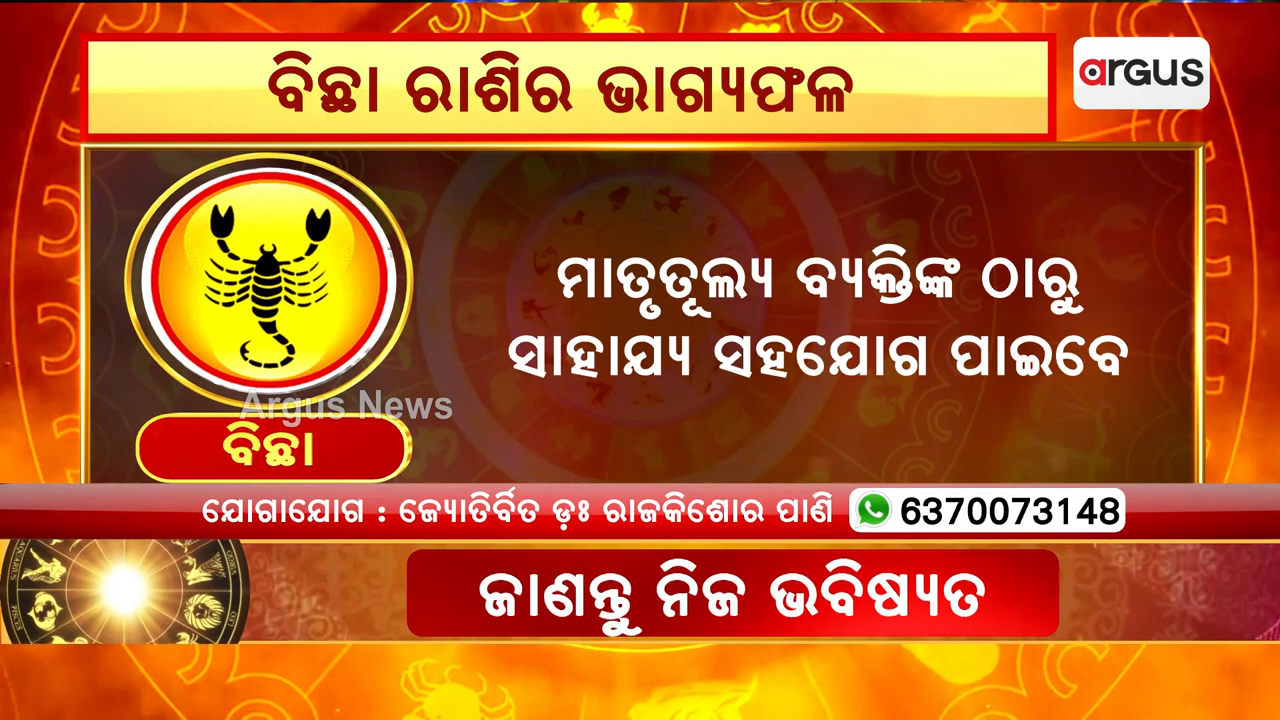 ବିଛା ରାଶିର ଭାଗ୍ୟଫଳ
argus
ମାତୃତୂଲ୍ୟ ବ୍ୟକ୍ତିଙ୍କ ଠାରୁ
ସାହାଯ୍ୟ ସହଯୋଗ ପାଇବେ
Argus News
ବିଛା
ଯୋଗାଯୋଗ : ଜ୍ୟୋତିର୍ବିତ ଡ଼ଃ ରାଜକିଶୋର ପାଣି 6370073148
ଜାଣନ୍ତୁ ନିଜ ଭବିଷ୍ୟତ